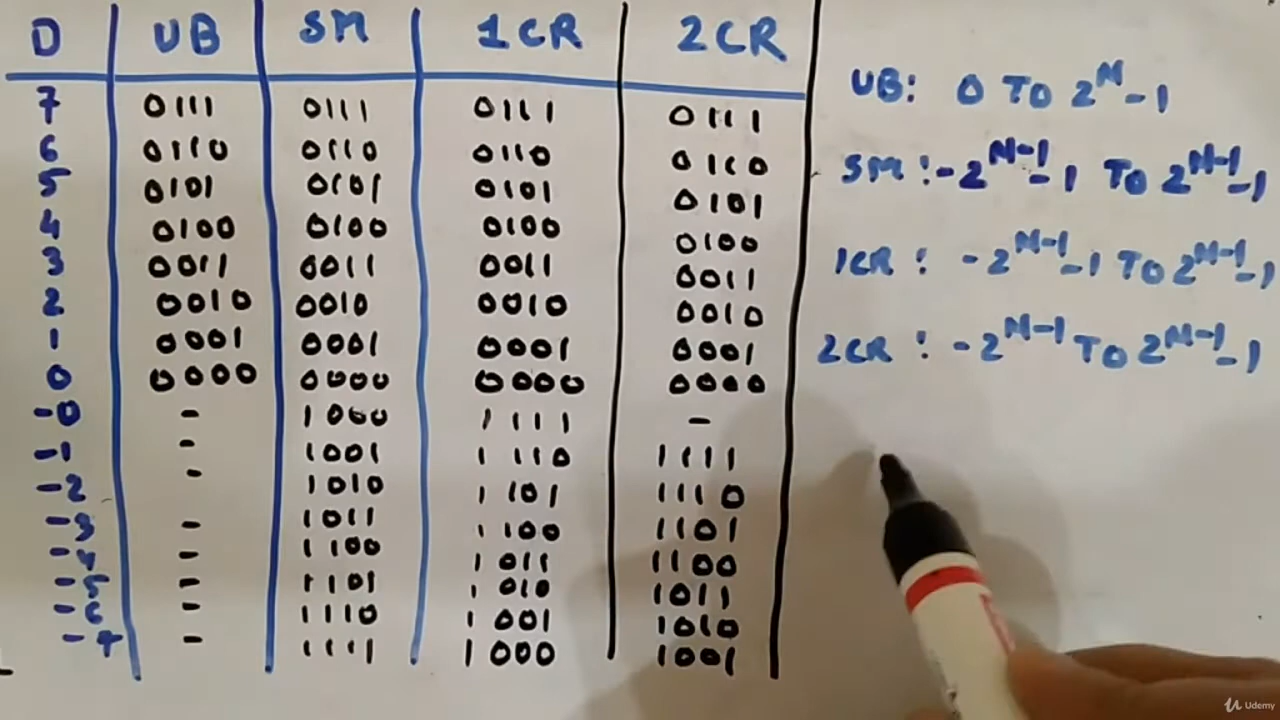 D UB SM 1CR 2CR
7 0111 0111 0111 0111
6 0110 0110 0110 0110
5 0101 0101 0101 0101
4 0100 0100 0100 0100
3 0011 0011 0011 0011
2 0010 0010 0010 0010
1 0001 0001 0001 0001
0 0000 0000 0000 0000
-0 - 1000 1111 -
-1 - 1001 1110 1111
-2 - 1010 1101 1110
-3 - 1011 1100 1101
-4 - 1100 1011 1100
-5 - 1101 1010 1011
-6 - 1110 1001 1010
-7 - 1111 1000 1001
UB: 0 TO 2^N-1
SM: -2^N-1-1 TO 2^N-1-1
1CR: -2^N-1-1 TO 2^N-1-1
2CR: -2^N-1 TO 2^N-1-1
Udemy